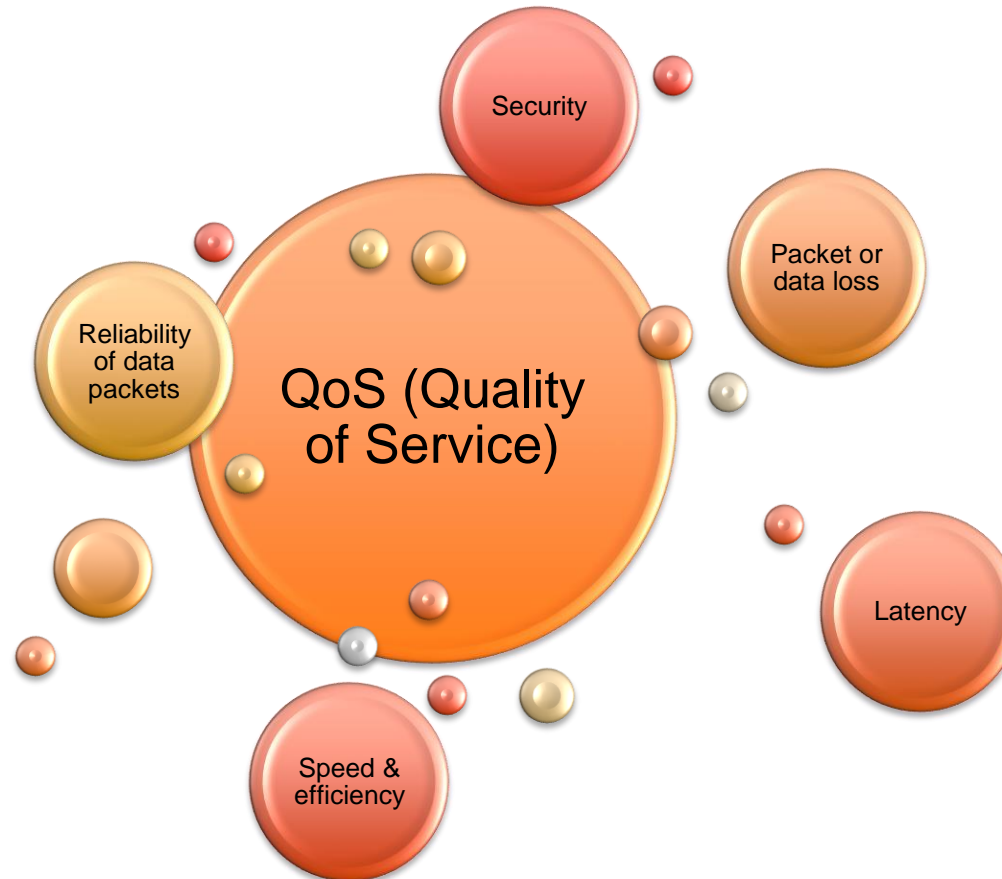 Security
Packet or
data loss
Reliability
of data
packets
QoS (Quality
of Service)
Latency
Speed &
efficiency